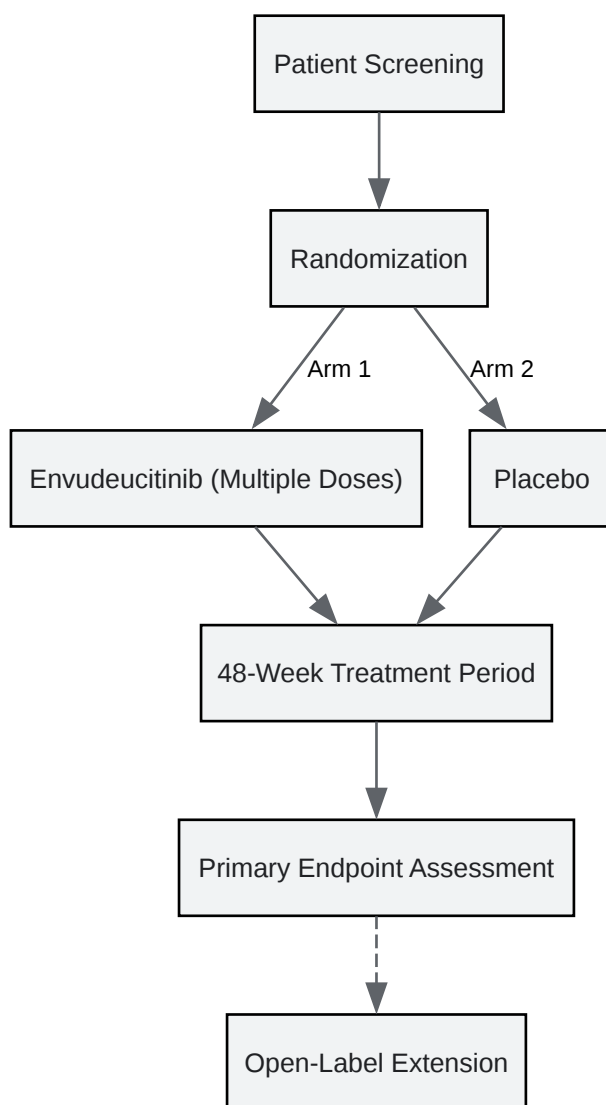 Patient Screening
Randomization
Arm 1
Arm 2
Envudeucitinib (Multiple Doses)
Placebo
48-Week Treatment Period
Primary Endpoint Assessment
Open-Label Extension